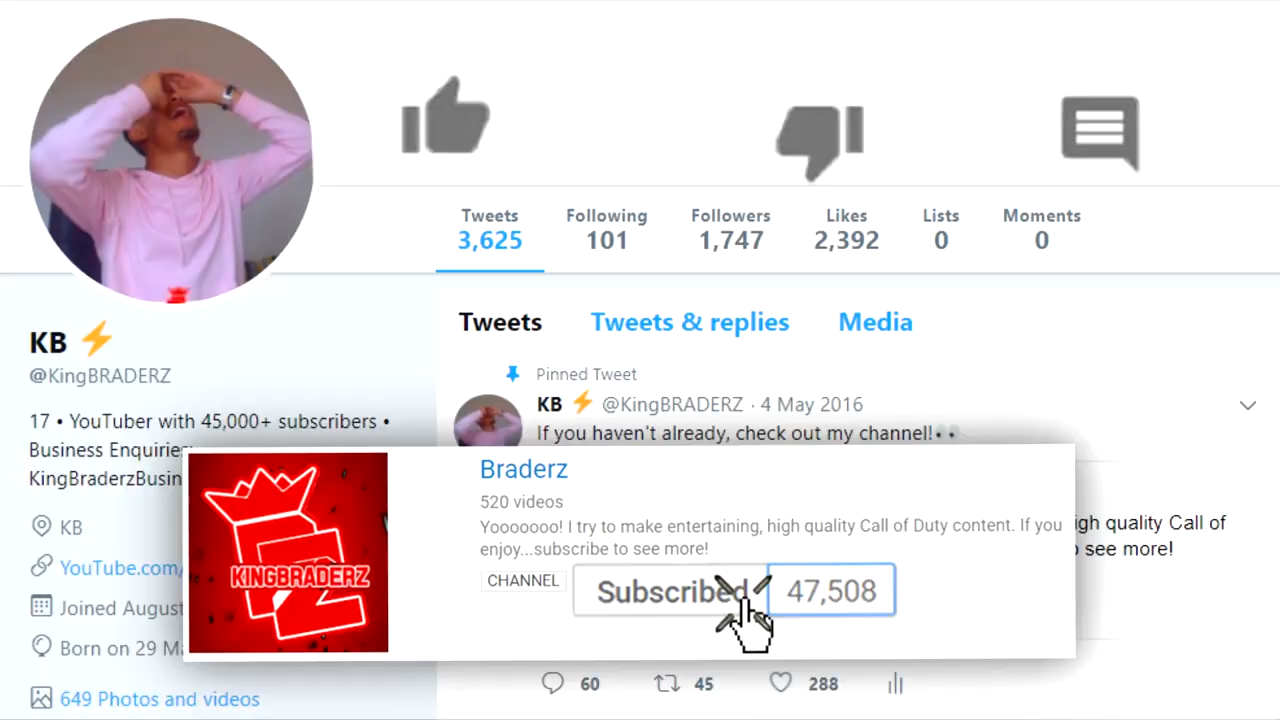 Tweets Following Followers Likes Lists Moments
3,625 101 1,747 2,392 0 0
KB
@KingBRADERZ
17 • YouTuber with 45,000+ subscribers •
Business
KB
YouTube.com/
Joined August
Born on 29
649 Photos and videos
Tweets Tweets & replies Media
Pinned Tweet
KB @KingBRADERZ · 4 May 2016
If you haven't already, check out my channel!
quality Call of
see more!
60 45 288
KINGBRADERZ
Braderz
520 videos
Yooooooo! I try to make entertaining, high quality Call of Duty content. If you
enjoy...subscribe to see more!
CHANNEL
Subscribed 47,508